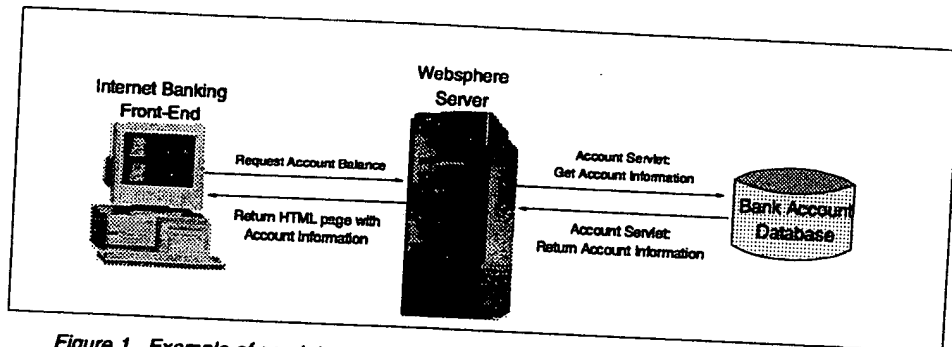 Internet Banking
Front-End
Websphere
Server
Request Account Balance
Return HTML page with
Account Information
Account Servlet:
Get Account Information
Account Servlet:
Return Account Information
Bank Account
Database
Figure 1. Example of